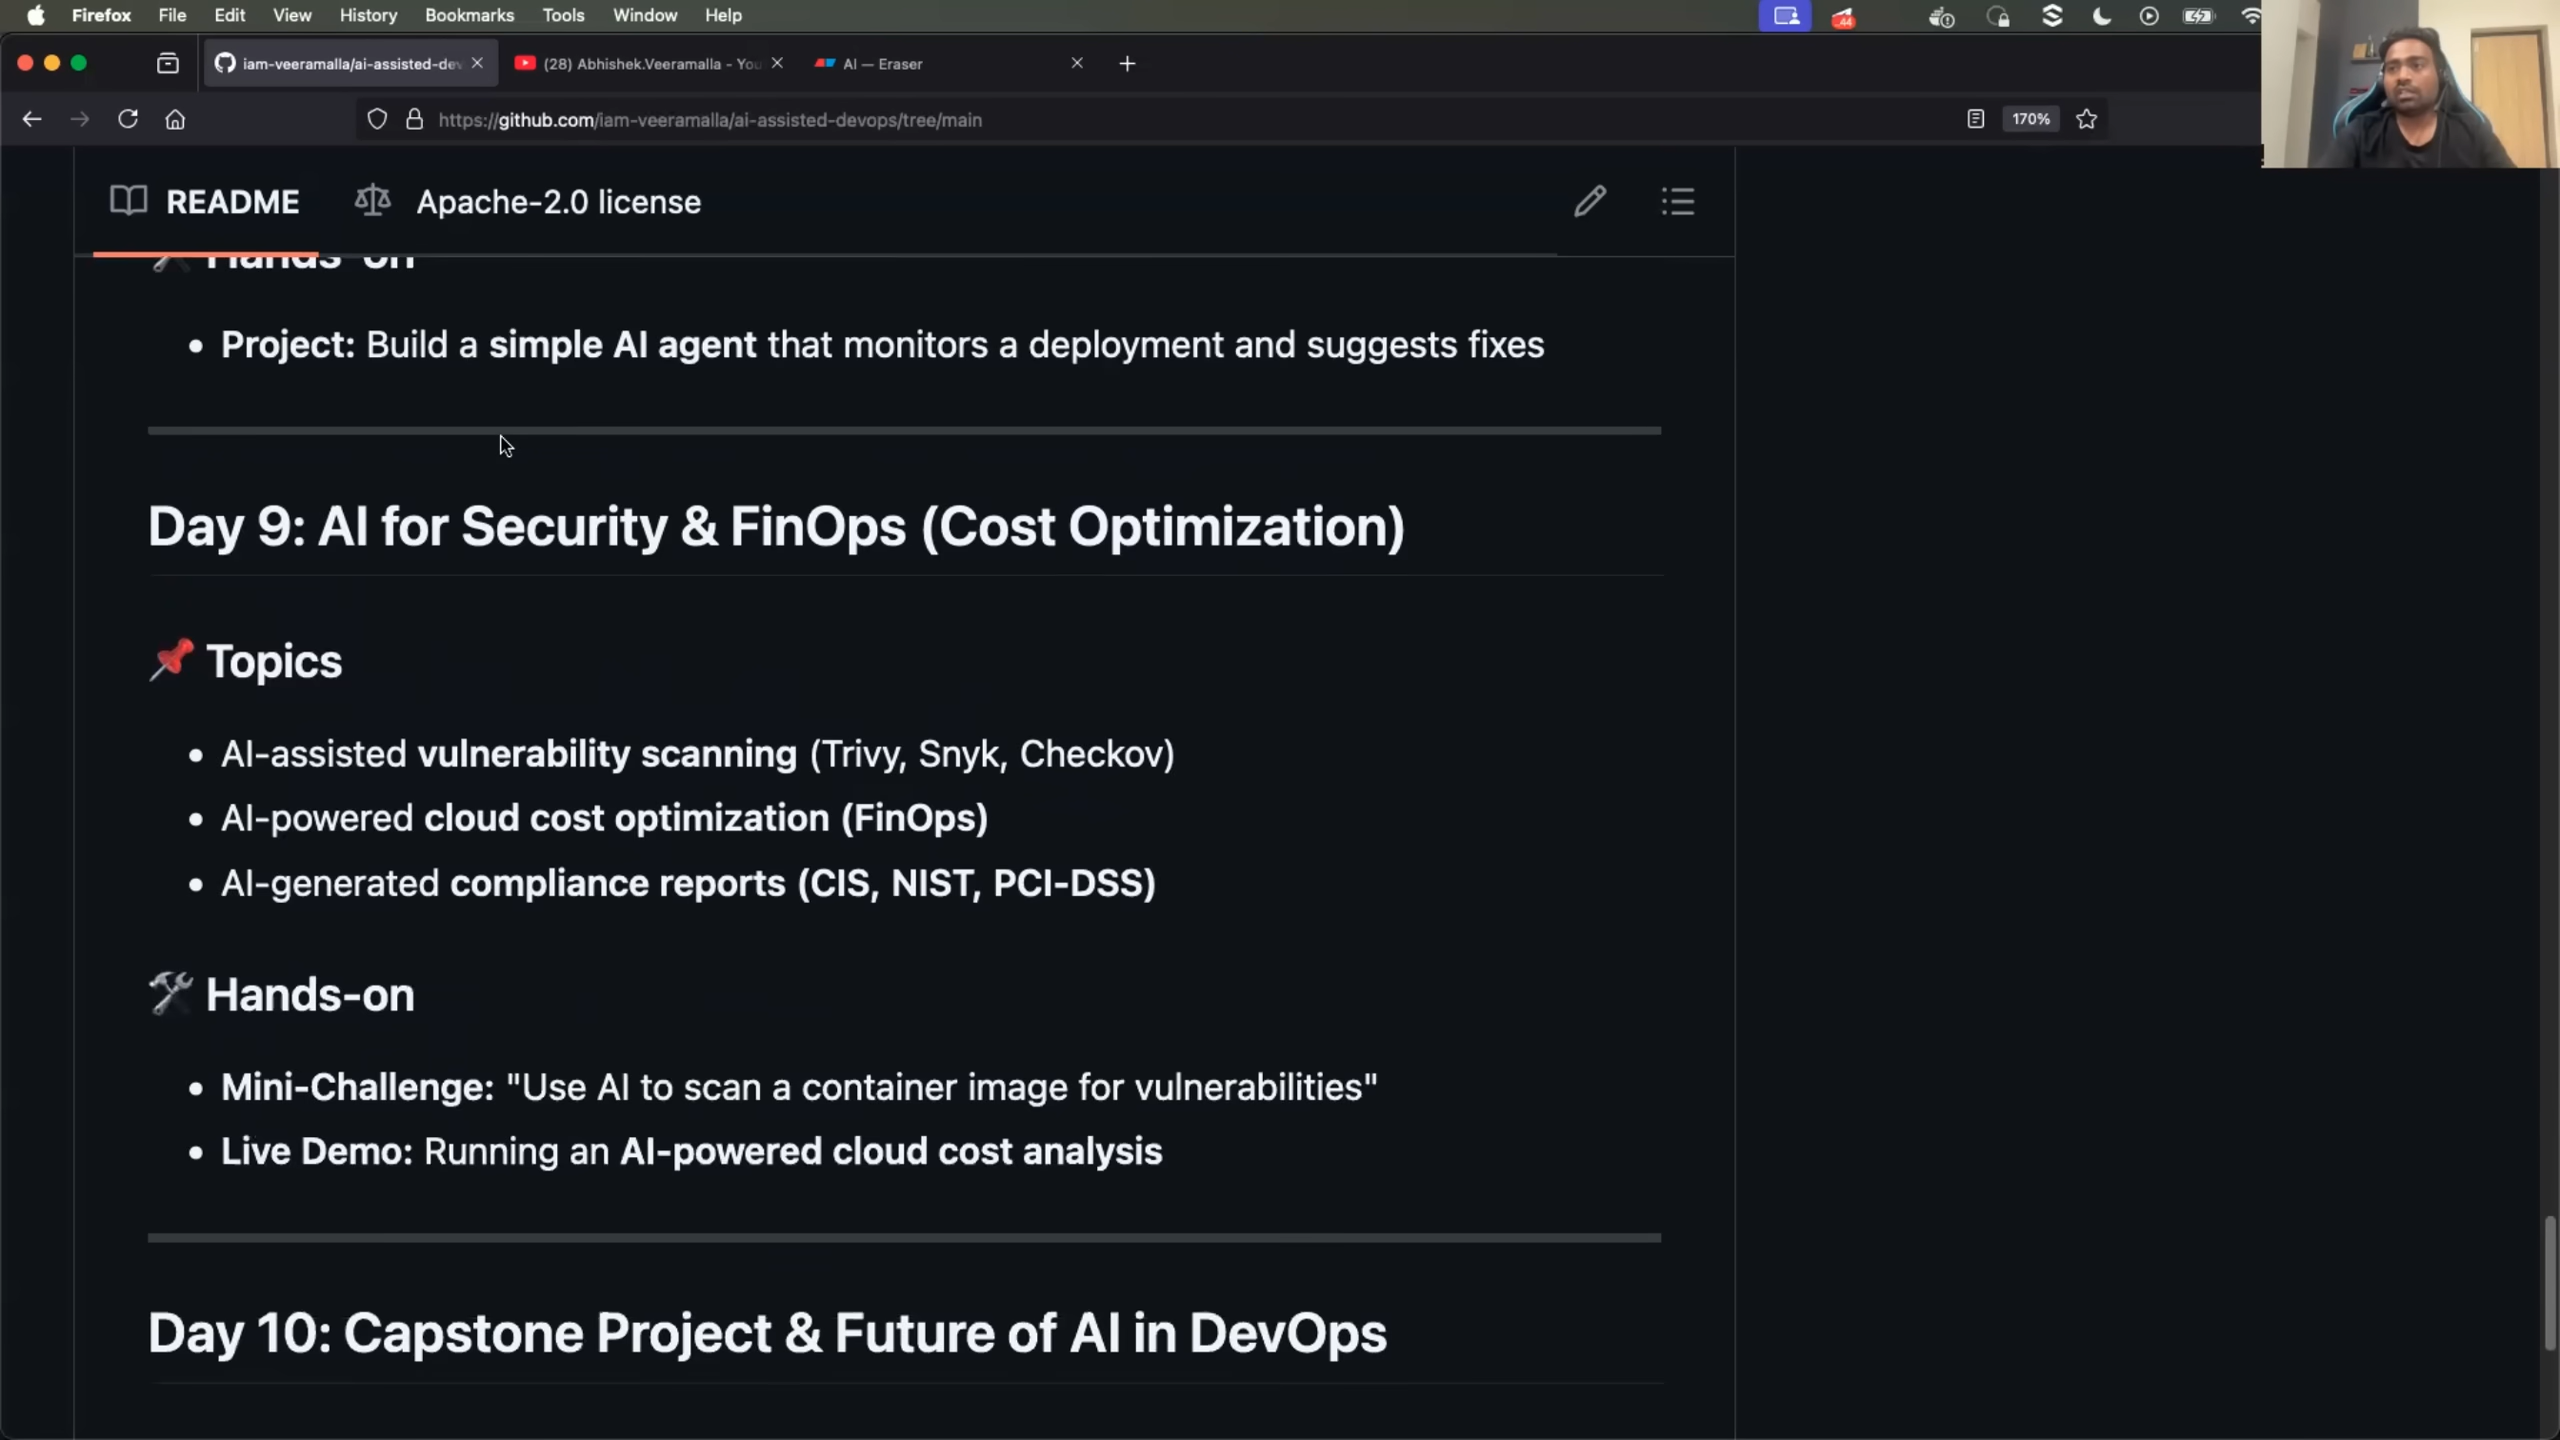 Firefox File Edit View History Bookmarks Tools Window Help
44
iam-veeramalla/ai-assisted-dev (28) Abhishek.Veeramalla - You AI — Eraser
https://github.com/iam-veeramalla/ai-assisted-devops/tree/main 170%
README Apache-2.0 license
Hands-on
Project: Build a simple AI agent that monitors a deployment and suggests fixes
Day 9: AI for Security & FinOps (Cost Optimization)
Topics
AI-assisted vulnerability scanning (Trivy, Snyk, Checkov)
AI-powered cloud cost optimization (FinOps)
AI-generated compliance reports (CIS, NIST, PCI-DSS)
Hands-on
Mini-Challenge: "Use AI to scan a container image for vulnerabilities"
Live Demo: Running an AI-powered cloud cost analysis
Day 10: Capstone Project & Future of AI in DevOps